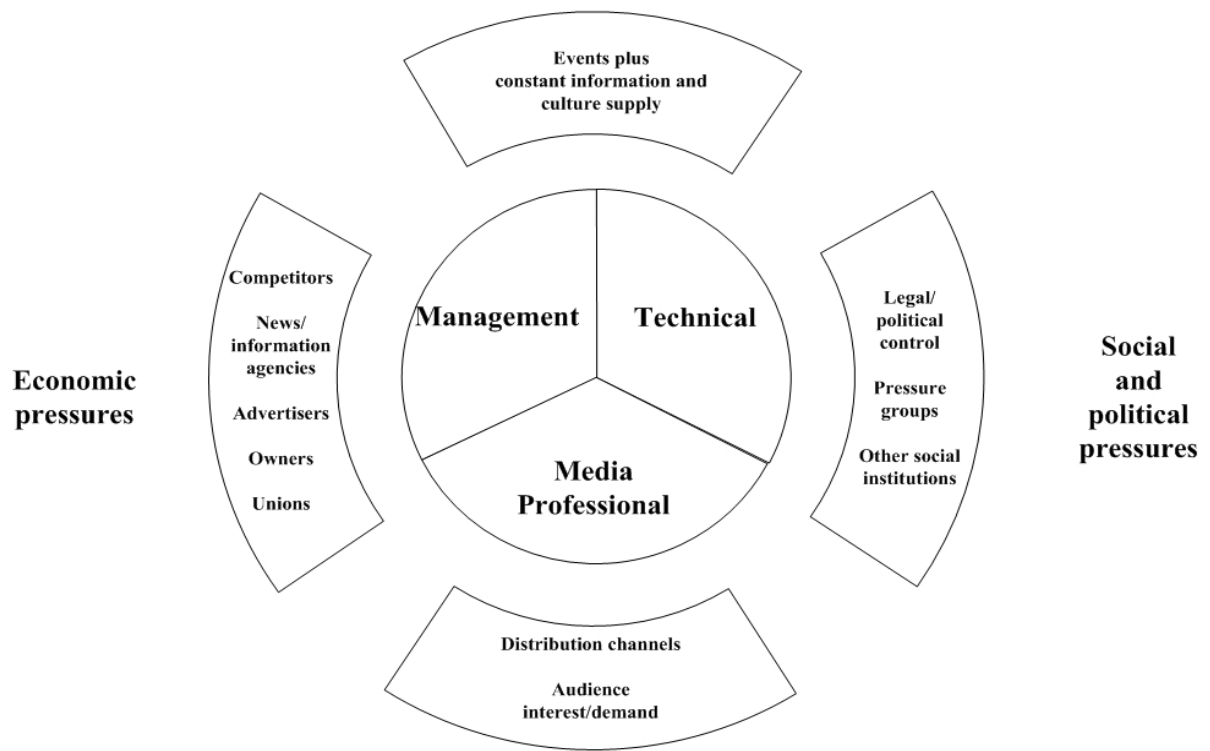 Events plus
constant information and
culture supply
Economic
pressures
Competitors
News/
information
agencies
Advertisers
Owners
Unions
Management
Technical
Media
Professional
Legal/
political
control
Pressure
groups
Other social
institutions
Social
and
political
pressures
Distribution channels
Audience
interest/demand